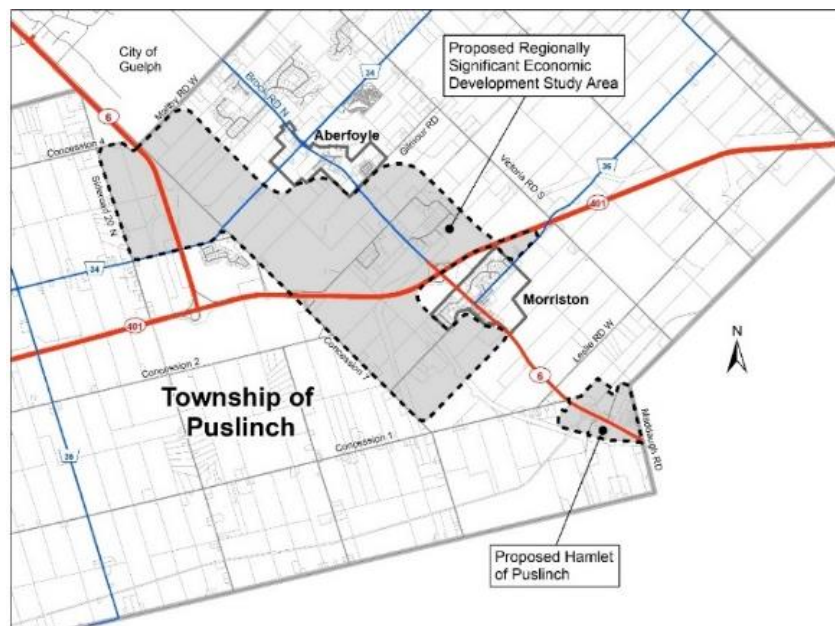 City of
Guelph
Proposed Regionally
Significant Economic
Development Study Area
34
6
Brock RD N
Maltby RD W
Aberfoyle
Gilmour RD
36
Concession 4
Victoria RD S
Sideroad 20 N
401
34
Morriston
401
Leslie RD W
N
Concession 2
Concession 7
6
Township of
Puslinch
Maddaugh RD
Concession 1
35
Proposed Hamlet
of Puslinch